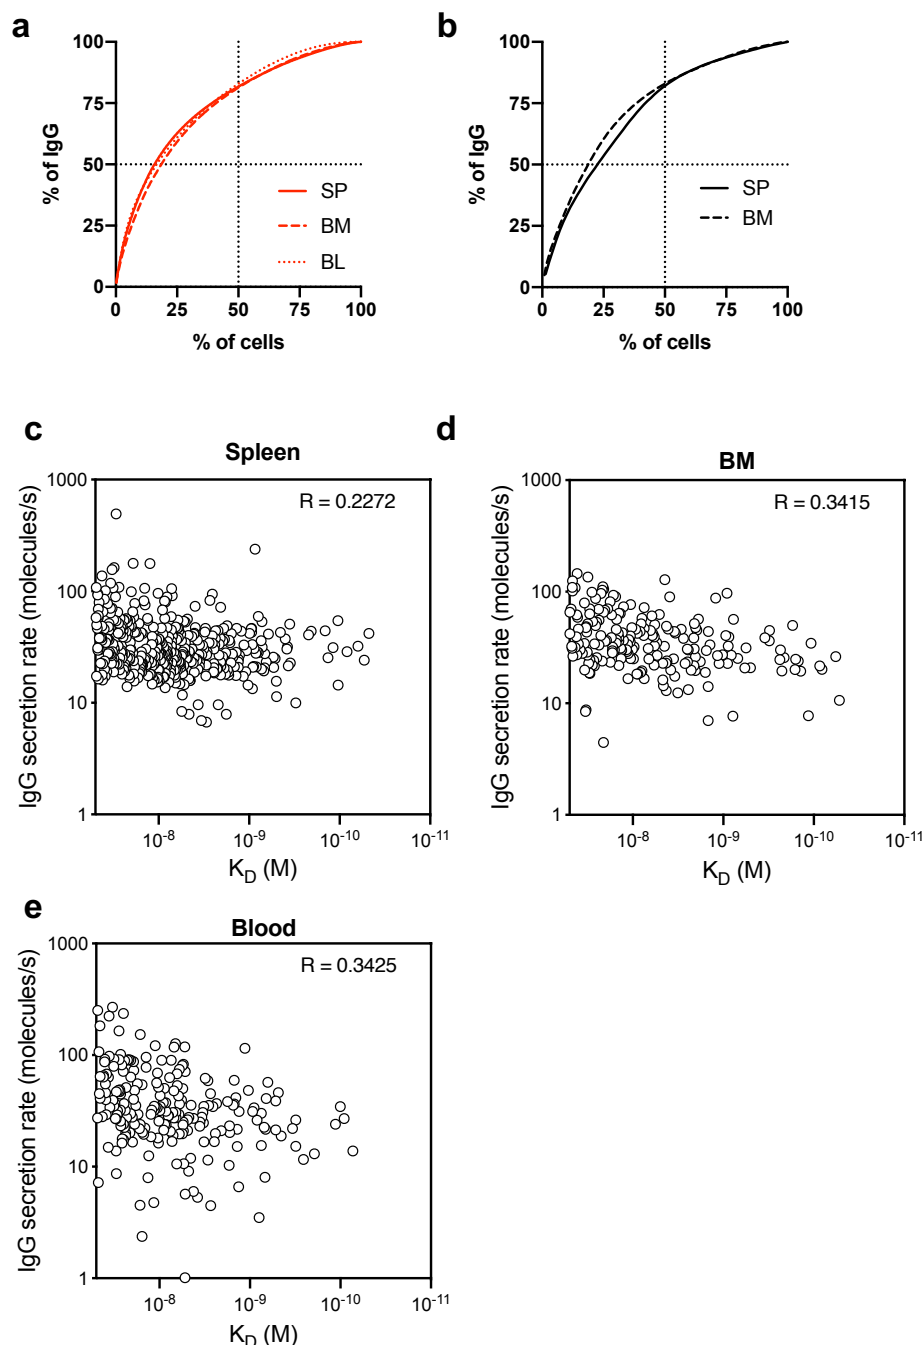 a
100
75
50
25
0
% of IgG
SP
BM
BL
0 25 50 75 100
% of cells
b
100
75
50
25
0
% of IgG
SP
BM
0 25 50 75 100
% of cells
c
Spleen
R = 0.2272
1000
100
10
1
IgG secretion rate (molecules/s)
10-8 10-9 10-10 10-11
KD (M)
d
BM
R = 0.3415
1000
100
10
1
IgG secretion rate (molecules/s)
10-8 10-9 10-10 10-11
KD (M)
e
Blood
R = 0.3425
1000
100
10
1
IgG secretion rate (molecules/s)
10-8 10-9 10-10 10-11
KD (M)